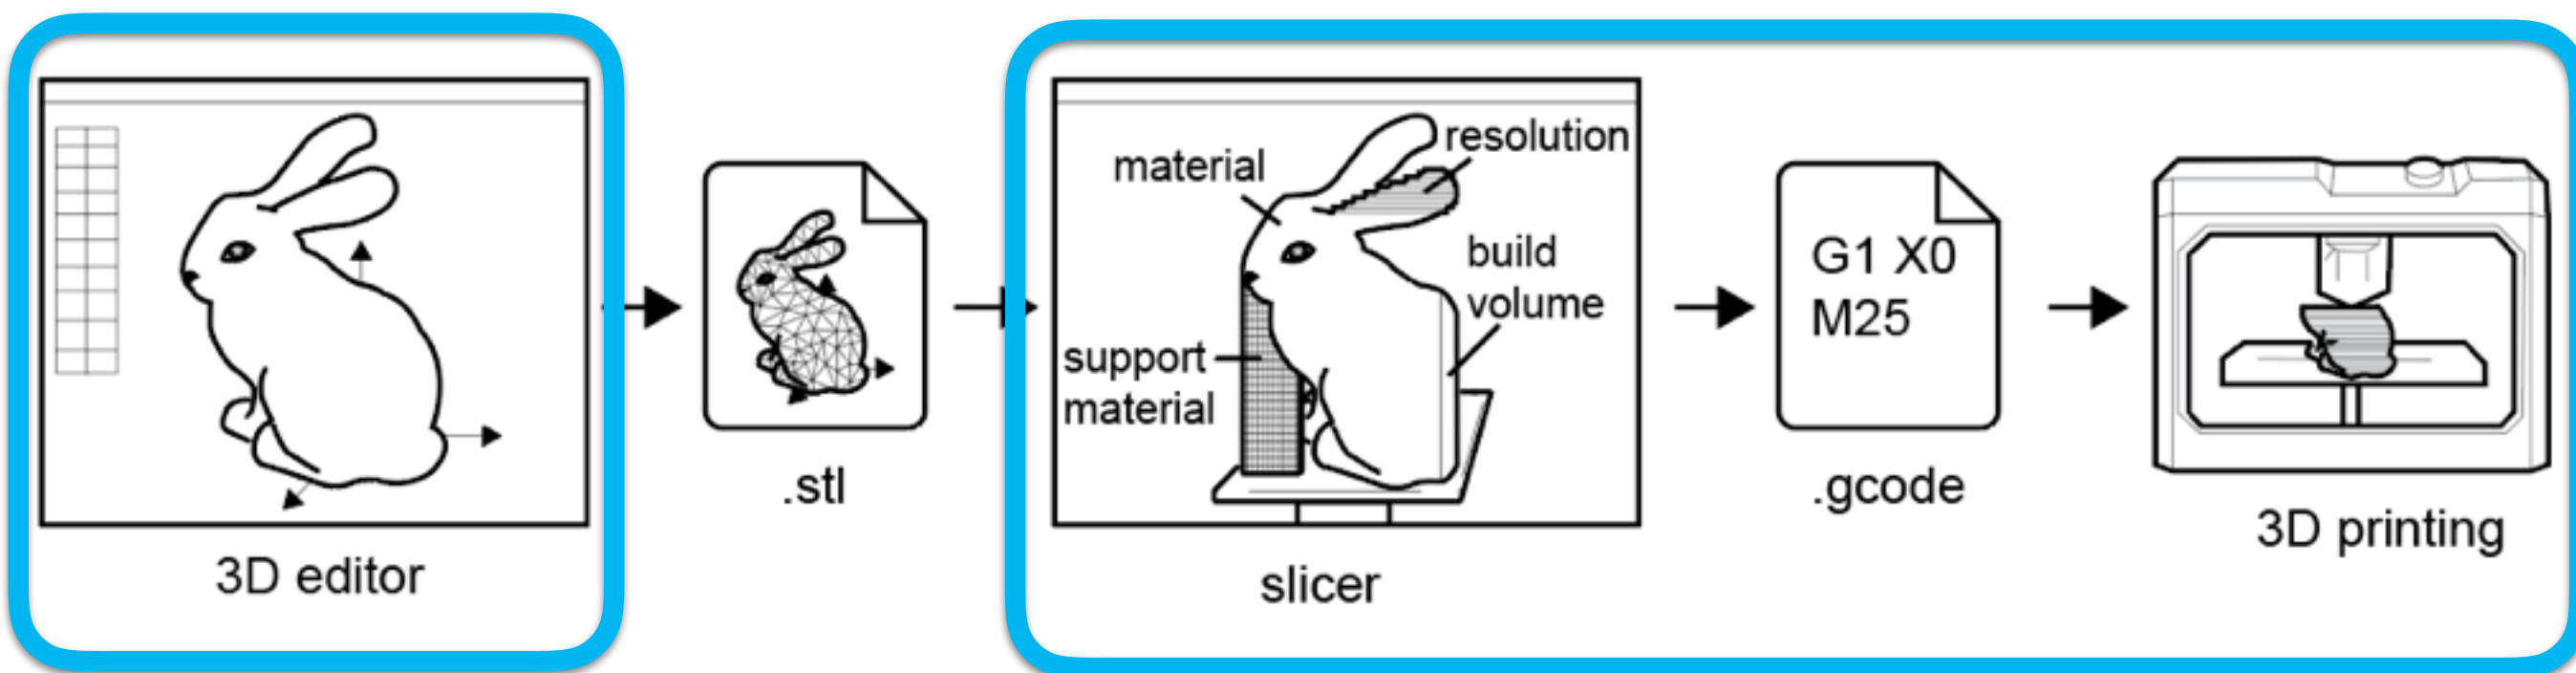 3D editor
.stl
material
resolution
build
volume
support
material
slicer
G1 X0
M25
.gcode
3D printing